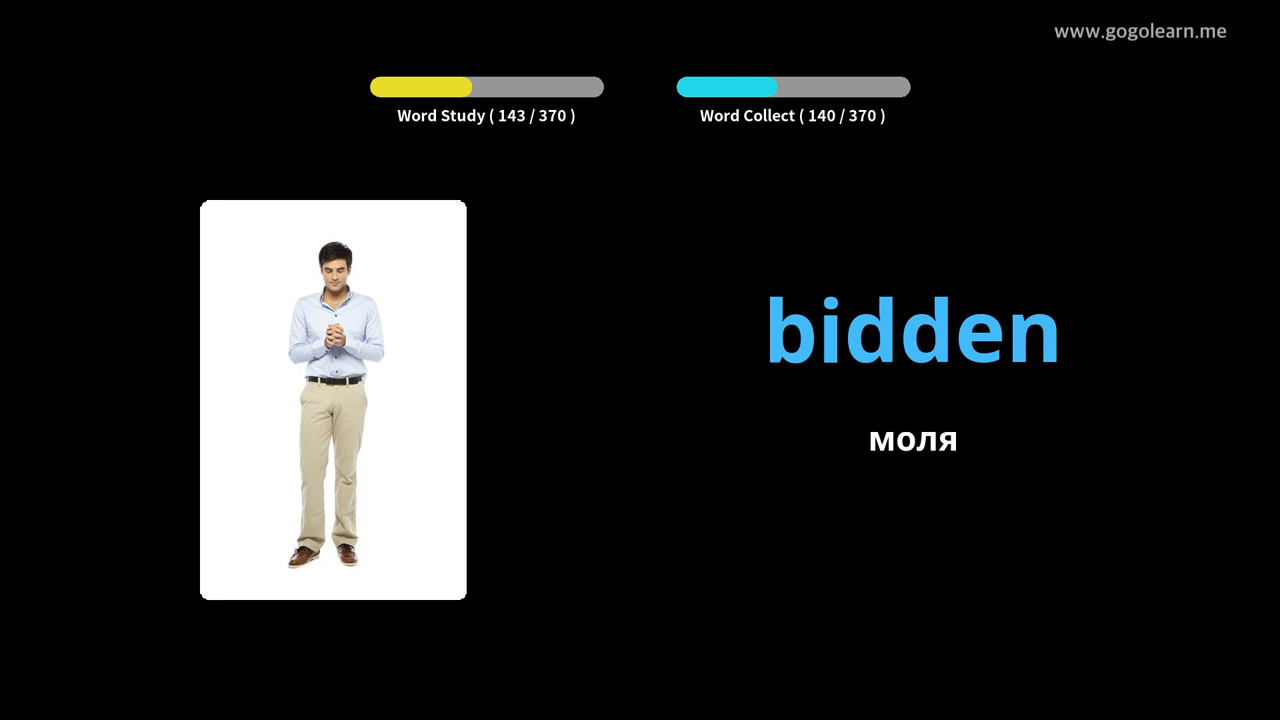 www.gogolearn.me
Word Study ( 143 / 370 )
Word Collect ( 140 / 370 )
bidden
моля